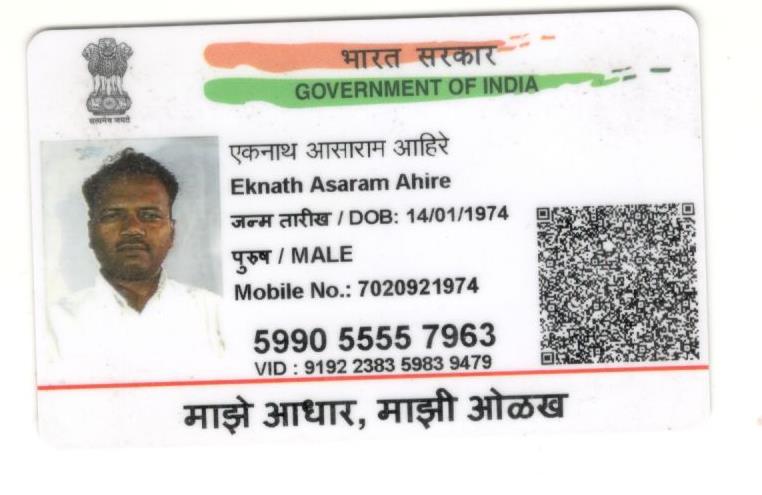 भारत सरकार
GOVERNMENT OF INDIA
सत्यमेव जयते
एकनाथ आसाराम आहिरे
Eknath Asaram Ahire
जन्म तारीख / DOB: 14/01/1974
पुरुष / MALE
Mobile No.: 7020921974
5990 5555 7963
VID : 9192 2383 5983 9479
माझे आधार, माझी ओळख